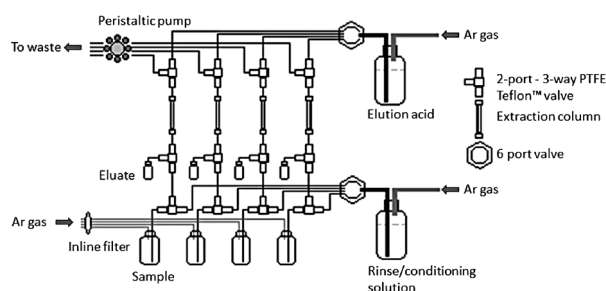 Peristaltic pump
To waste
Ar gas
2-port - 3-way PTFE
Teflon™ valve
Elution acid
Extraction column
6 port valve
Eluate
Ar gas
Ar gas
Inline filter
Sample
Rinse/conditioning
solution